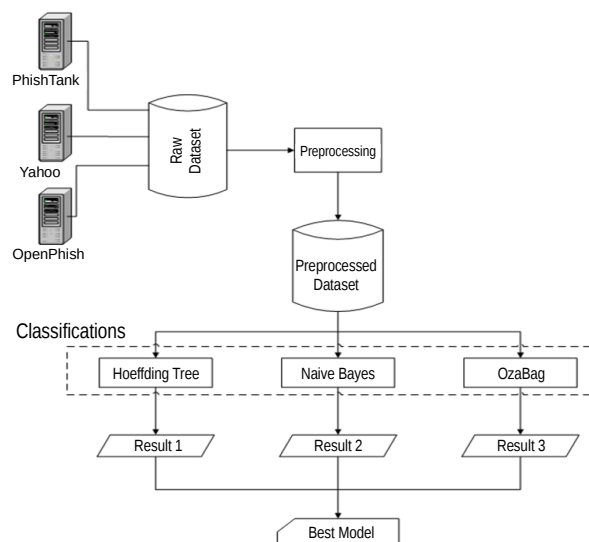 PhishTank
Yahoo
OpenPhish
Raw
Dataset
Preprocessing
Preprocessed
Dataset
Classifications
Hoeffding Tree
Naive Bayes
OzaBag
Result 1
Result 2
Result 3
Best Model